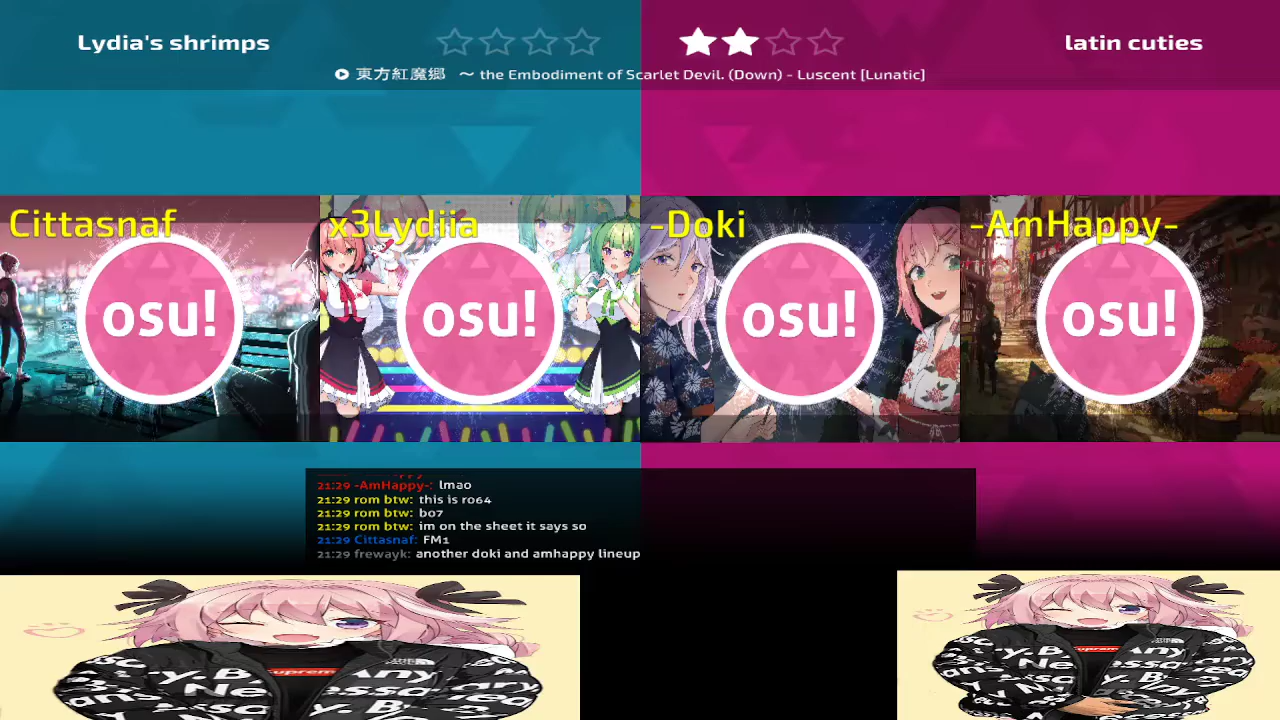 Lydia's shrimps
latin cuties
東方紅魔郷 ～ the Embodiment of Scarlet Devil. (Down) - Luscent [Lunatic]
Cittasnaf
x3Lydiia
-Doki
-AmHappy-
osu!
osu!
osu!
osu!
21:29 -AmHappy-: lmao
21:29 rom btw: this is ro64
21:29 rom btw: bo7
21:29 rom btw: im on the sheet it says so
21:29 Cittasnaf: FM1
21:29 frewayk: another doki and amhappy lineup